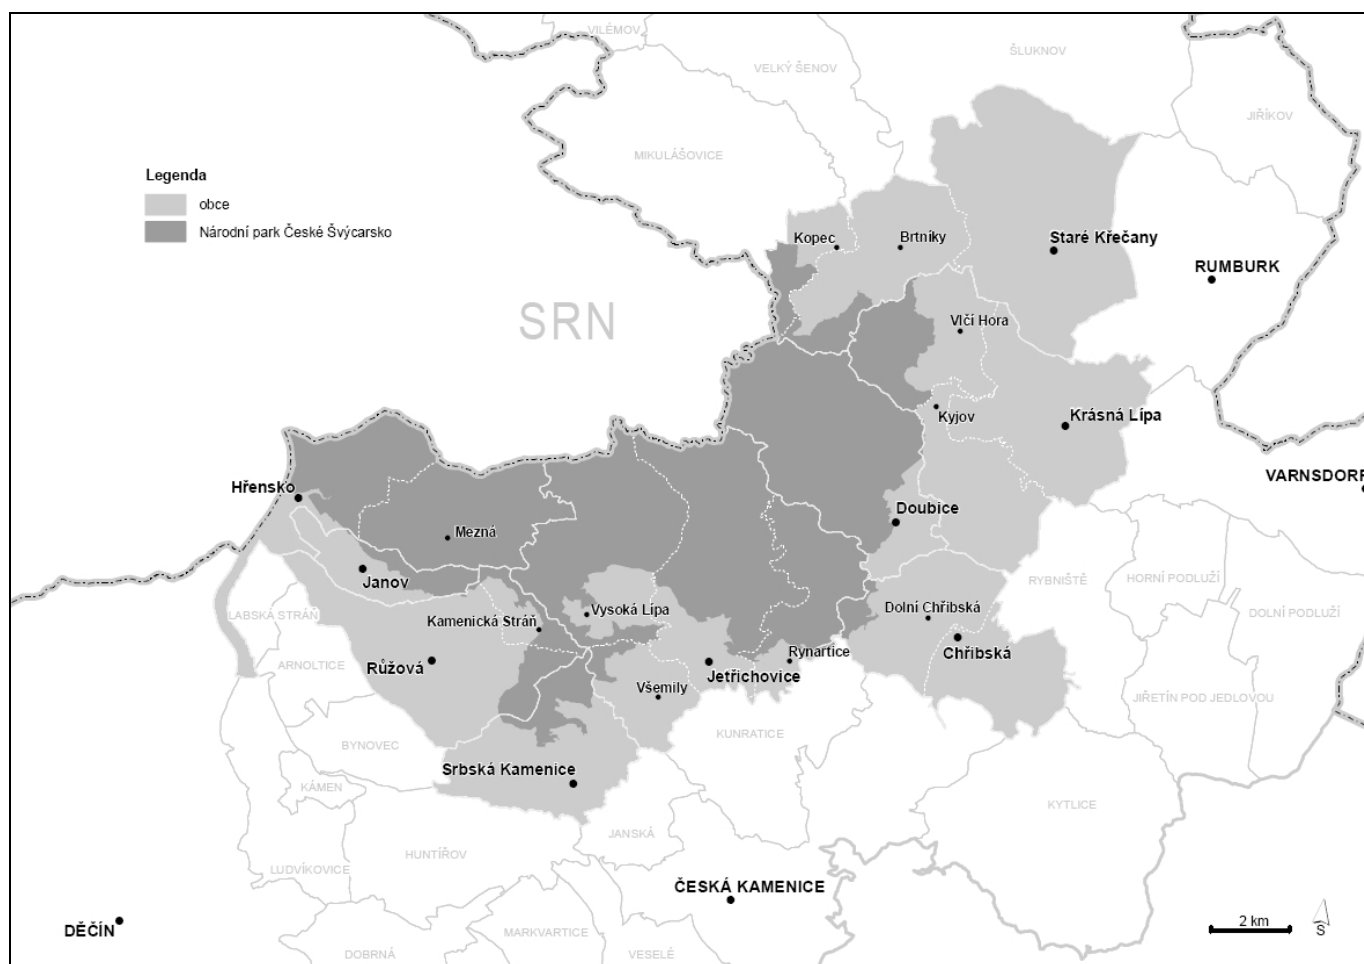 VILÉMOV
ŠLUKNOV
VELKÝ ŠENOV
JIŘÍKOV
MIKULÁŠOVICE
Legenda
obce
Národní park České Švýcarsko
Kopec
Brtníky
Staré Křečany
RUMBURK
SRN
Vlčí Hora
Kyjov
Krásná Lípa
VARNSDORF
Hřensko
Doubice
Mezná
Janov
RYBNIŠTĚ
HORNÍ PODLUŽÍ
DOLNÍ PODLUŽÍ
LABSKÁ STRÁŇ
Kamenická Stráň
Vysoká Lípa
Dolní Chřibská
Chřibská
ARNOLTICE
Růžová
Jetřichovice
Rynartice
Všemily
JIŘETÍN POD JEDLOVOU
BYNOVEC
KUNRATICE
Srbská Kamenice
KÁMEN
KYTLICE
JANSKÁ
HUNTÍŘOV
LUDVÍKOVICE
ČESKÁ KAMENICE
DĚČÍN
MARKVARTICE
DOBRNÁ
VESELÉ
2 km
S